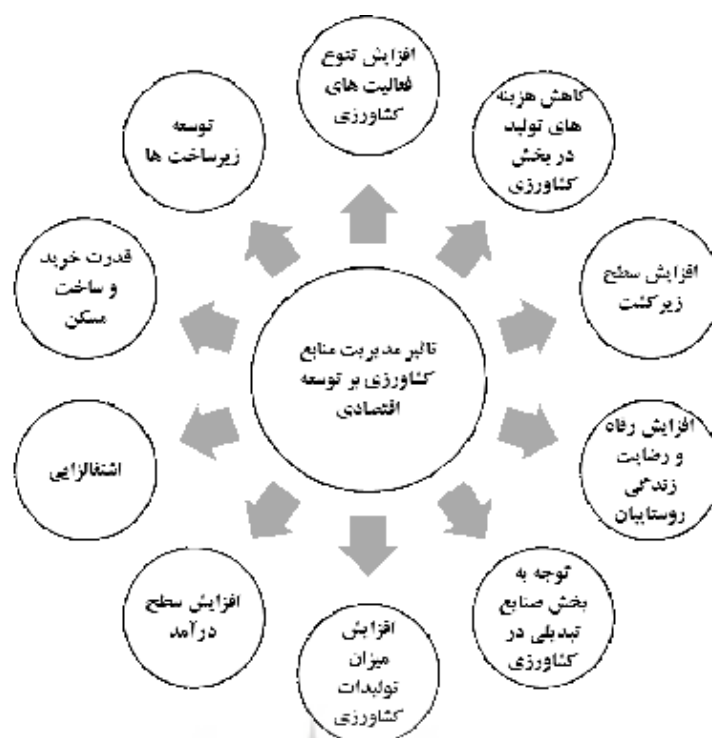 افزایش تنوع
فعالیت های
کشاورزی
کاهش هزینه
های تولید
در بخش
کشاورزی
افزایش سطح
زیرکشت
افزایش رفاه
و رضایت
زندگی
روستاییان
توجه به
بخش صنایع
تبدیلی در
کشاورزی
افزایش
میزان
تولیدات
کشاورزی
افزایش سطح
درآمد
اشتغالزایی
قدرت خرید
و ساخت
مسکن
توسعه
زیرساخت ها
تاثیر مدیریت منابع
کشاورزی بر توسعه
اقتصادی